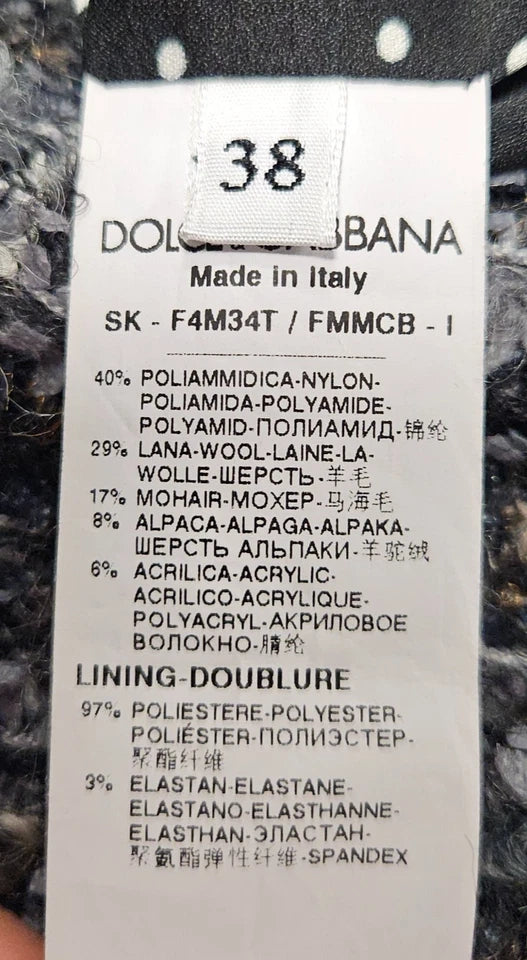 38
DOLCE & GABBANA
Made in Italy
SK - F4M34T / FMMCB - I
40% POLIAMMIDICA-NYLON-
POLIAMIDA-POLYAMIDE-
POLYAMID-ПОЛИАМИД-锦纶
29% LANA-WOOL-LAINE-LA-
WOLLE-ШЕРСТЬ-羊毛
17% MOHAIR-МОХЕР-马海毛
8% ALPACA-ALPAGA-ALPAKA-
ШЕРСТЬ АЛЬПАКИ-羊驼绒
6% ACRILICA-ACRYLIC-
ACRILICO-ACRYLIQUE-
POLYACRYL-АКРИЛОВОЕ
ВОЛОКНО-腈纶
LINING-DOUBLURE
97% POLIESTERE-POLYESTER-
POLIÉSTER-ПОЛИЭСТЕР-
聚酯纤维
3% ELASTAN-ELASTANE-
ELASTANO-ELASTHANNE-
ELASTHAN-ЭЛАСТАН-
聚氨酯弹性纤维-SPANDEX